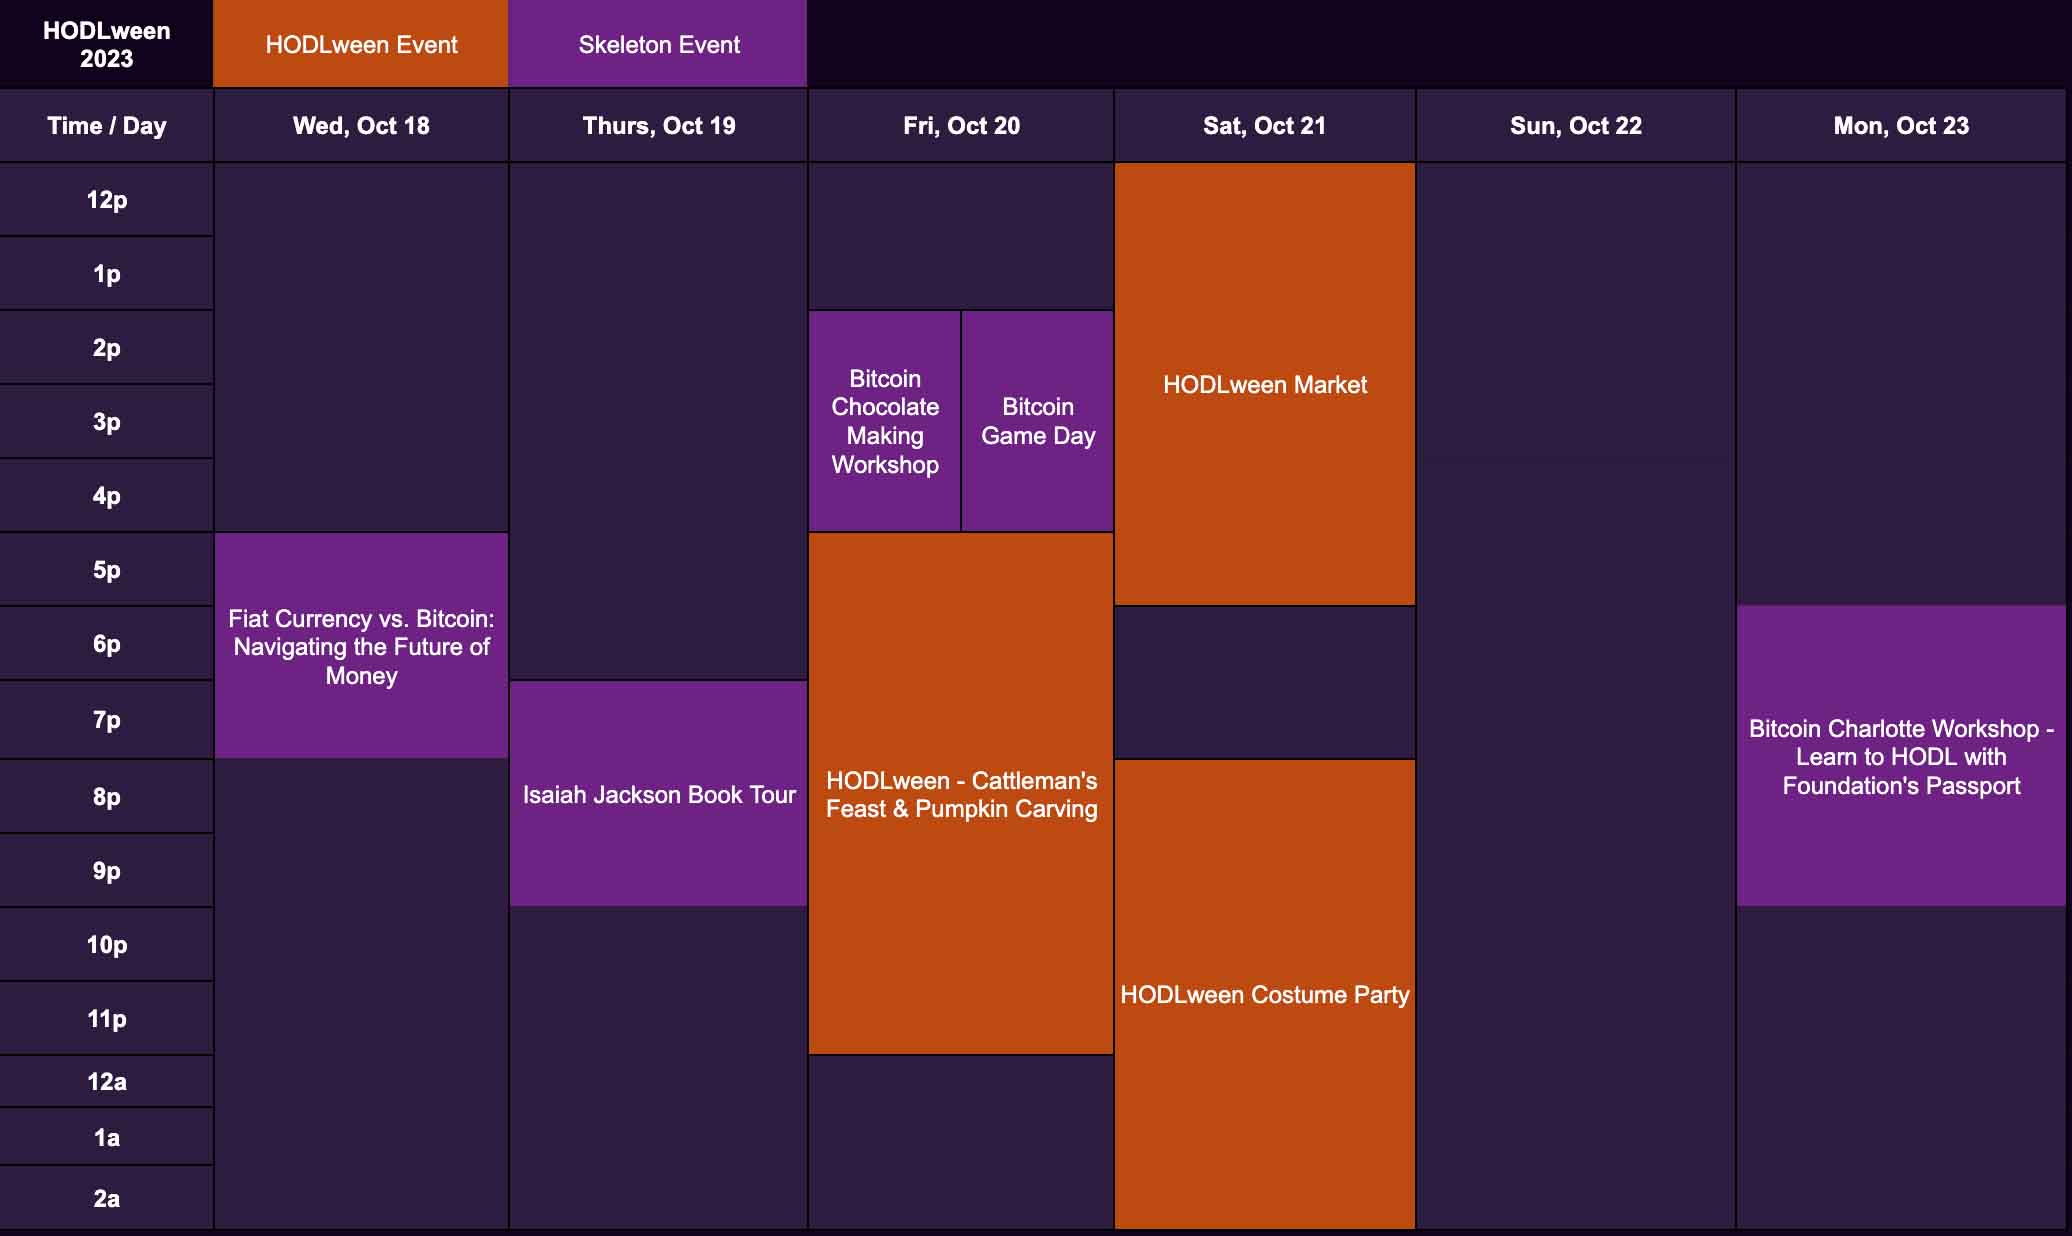 HODLween
2023
HODLween Event
Skeleton Event
Time / Day
Wed, Oct 18
Thurs, Oct 19
Fri, Oct 20
Sat, Oct 21
Sun, Oct 22
Mon, Oct 23
12p
1p
2p
3p
4p
5p
6p
7p
8p
9p
10p
11p
12a
1a
2a
Fiat Currency vs. Bitcoin:
Navigating the Future of
Money
Isaiah Jackson Book Tour
Bitcoin
Chocolate
Making
Workshop
Bitcoin
Game Day
HODLween - Cattleman's
Feast & Pumpkin Carving
HODLween Market
HODLween Costume Party
Bitcoin Charlotte Workshop -
Learn to HODL with
Foundation's Passport